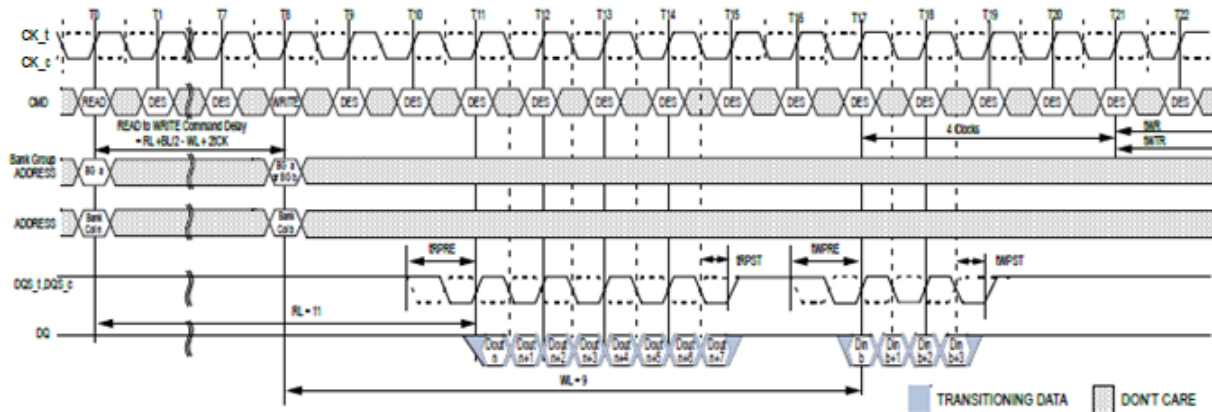 T0 T1 T7 T8 T9 T10 T11 T12 T13 T14 T15 T16 T17 T18 T19 T20 T21 T22
CK_t
CK_c
CMD READ DES DES WRITE DES DES DES DES DES DES DES DES DES DES DES DES DES DES
READ to WRITE Command Delay
= RL +BL/2 - WL + 2tCK
4 Clocks
tWR
tWTR
Bank Group
ADDRESS
BG a
BG a
or BG b
ADDRESS
Bank
Col n
Bank
Col b
tRPRE
tRPST
tWPRE
tWPST
DQS_t,DQS_c
RL = 11
DQ
Dout n
Dout n+1
Dout n+2
Dout n+3
Dout n+4
Dout n+5
Dout n+6
Dout n+7
Din b
Din b+1
Din b+2
Din b+3
WL = 9
TRANSITIONING DATA
DON'T CARE